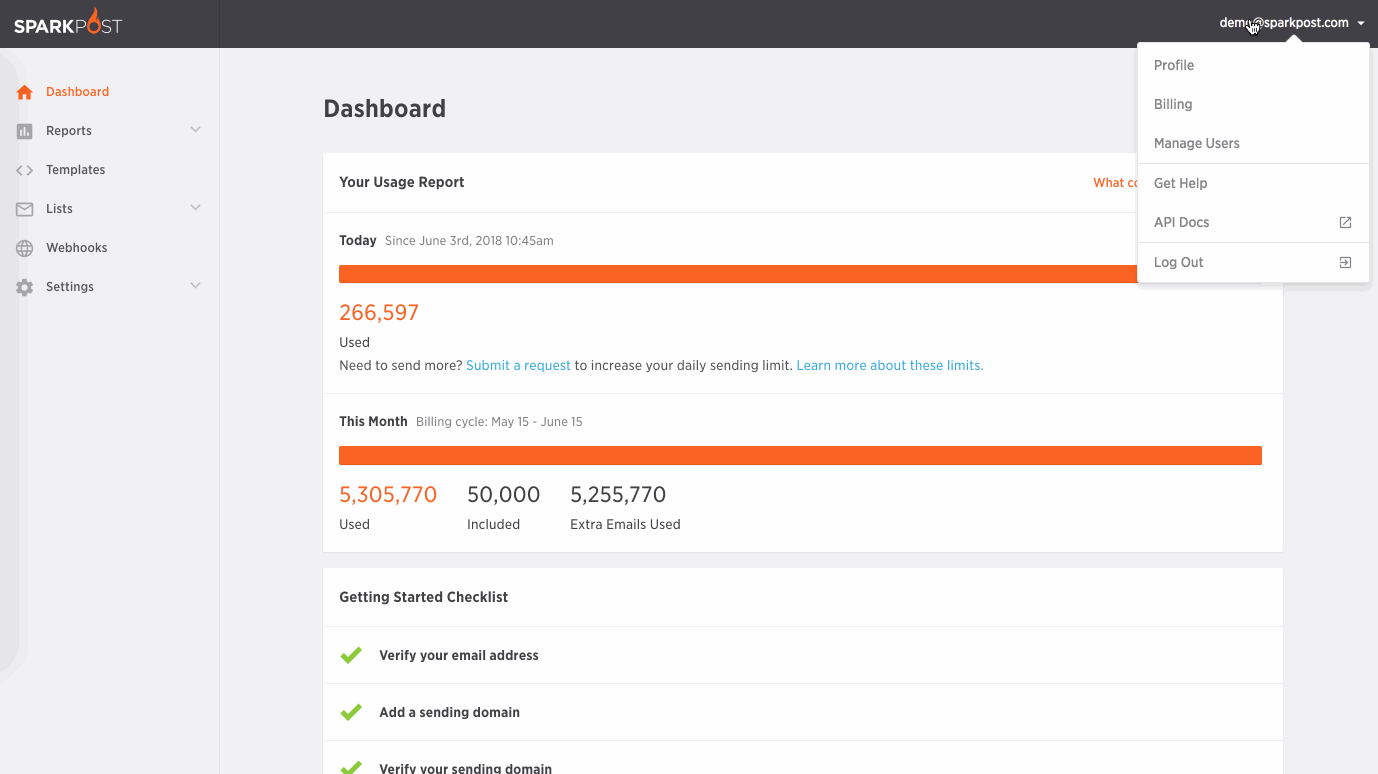 SPARKPOST
demo@sparkpost.com
Profile
Billing
Manage Users
Get Help
API Docs
Log Out
Dashboard
Reports
Templates
Lists
Webhooks
Settings
Dashboard
Your Usage Report
What
Today Since June 3rd, 2018 10:45am
266,597
Used
Need to send more? Submit a request to increase your daily sending limit. Learn more about these limits.
This Month Billing cycle: May 15 - June 15
5,305,770 50,000 5,255,770
Used Included Extra Emails Used
Getting Started Checklist
Verify your email address
Add a sending domain
Verify your sending domain